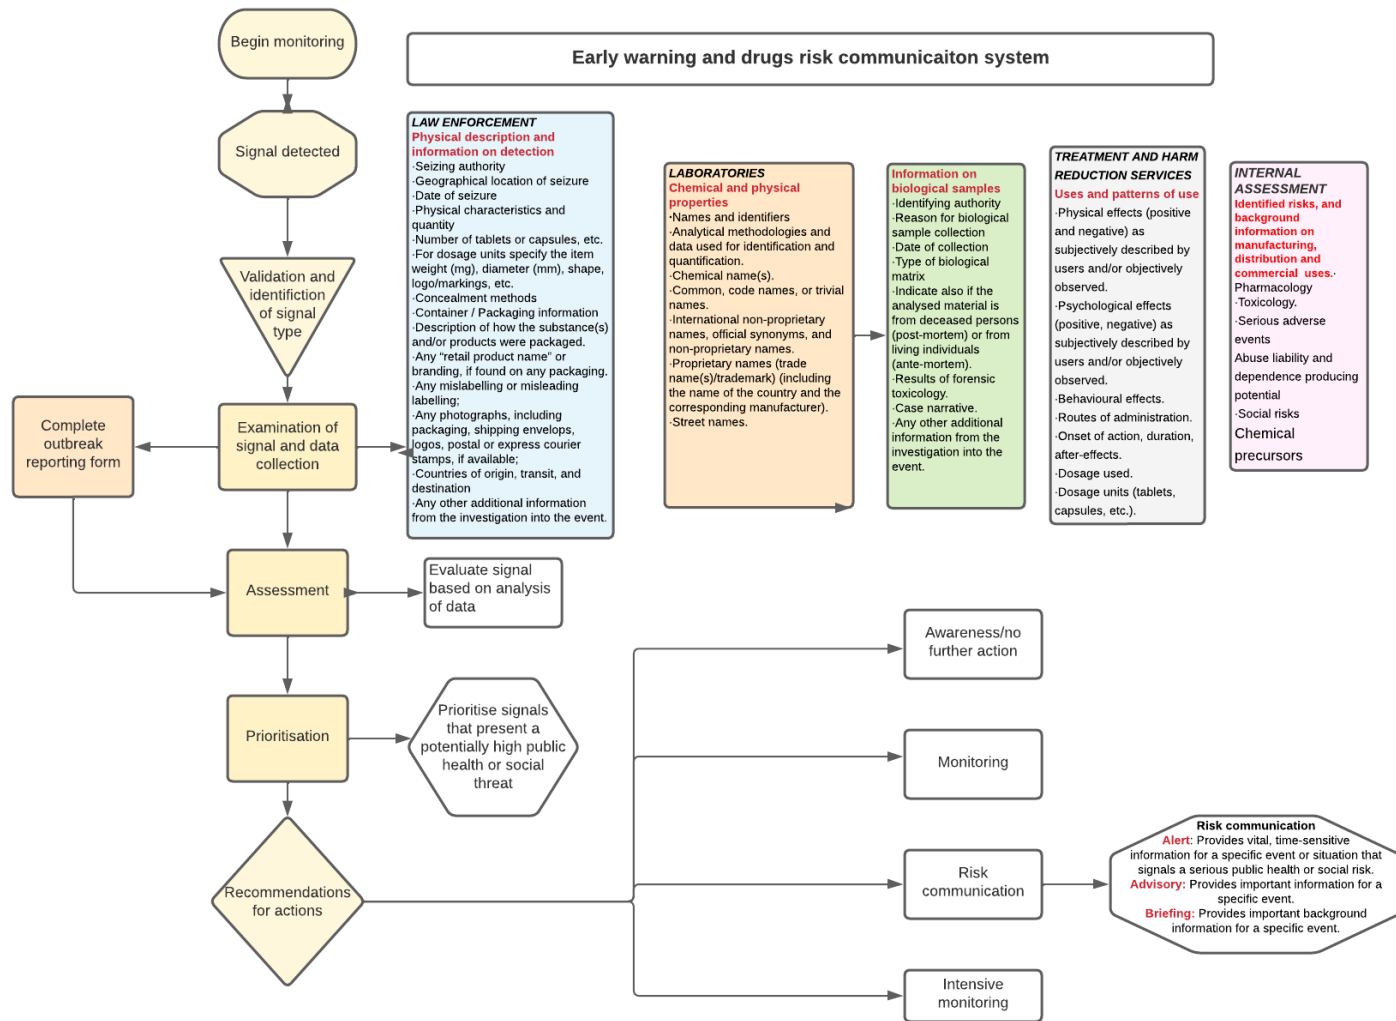 Begin monitoring
Early warning and drugs risk communicaiton system
Signal detected
Validation and
identifiction
of signal
type
Complete
outbreak
reporting form
Examination of
signal and data
collection
LAW ENFORCEMENT
Physical description and
information on detection
·Seizing authority
·Geographical location of seizure
·Date of seizure
·Physical characteristics and
quantity
·Number of tablets or capsules, etc.
·For dosage units specify the item
weight (mg), diameter (mm), shape,
logo/markings, etc.
·Concealment methods
·Container / Packaging information
·Description of how the substance(s)
and/or products were packaged.
·Any “retail product name” or
branding, if found on any packaging.
·Any mislabelling or misleading
labelling;
·Any photographs, including
packaging, shipping envelops,
logos, postal or express courier
stamps, if available;
·Countries of origin, transit, and
destination
·Any other additional information
from the investigation into the event.
LABORATORIES
Chemical and physical
properties
·Names and identifiers
·Analytical methodologies and
data used for identification and
quantification.
·Chemical name(s).
·Common, code names, or trivial
names.
·International non-proprietary
names, official synonyms, and
non-proprietary names.
·Proprietary names (trade
name(s)/trademark) (including
the name of the country and the
corresponding manufacturer).
·Street names.
Information on
biological samples
·Identifying authority
·Reason for biological
sample collection
·Date of collection
·Type of biological
matrix
·Indicate also if the
analysed material is
from deceased persons
(post-mortem) or from
living individuals
(ante-mortem).
·Results of forensic
toxicology.
·Case narrative.
·Any other additional
information from the
investigation into the
event.
TREATMENT AND HARM
REDUCTION SERVICES
Uses and patterns of use
·Physical effects (positive
and negative) as
subjectively described by
users and/or objectively
observed.
·Psychological effects
(positive, negative) as
subjectively described by
users and/or objectively
observed.
·Behavioural effects.
·Routes of administration.
·Onset of action, duration,
after-effects.
·Dosage used.
·Dosage units (tablets,
capsules, etc.).
INTERNAL
ASSESSMENT
Identified risks, and
background
information on
manufacturing,
distribution and
commercial uses.·
Pharmacology
·Toxicology.
·Serious adverse
events
Abuse liability and
dependence producing
potential
·Social risks
Chemical
precursors
Assessment
Evaluate signal
based on analysis
of data
Prioritisation
Prioritise signals
that present a
potentially high public
health or social
threat
Recommendations
for actions
Awareness/no
further action
Monitoring
Risk
communication
Intensive
monitoring
Risk communication
Alert: Provides vital, time-sensitive
information for a specific event or situation that
signals a serious public health or social risk.
Advisory: Provides important information for a
specific event.
Briefing: Provides important background
information for a specific event.